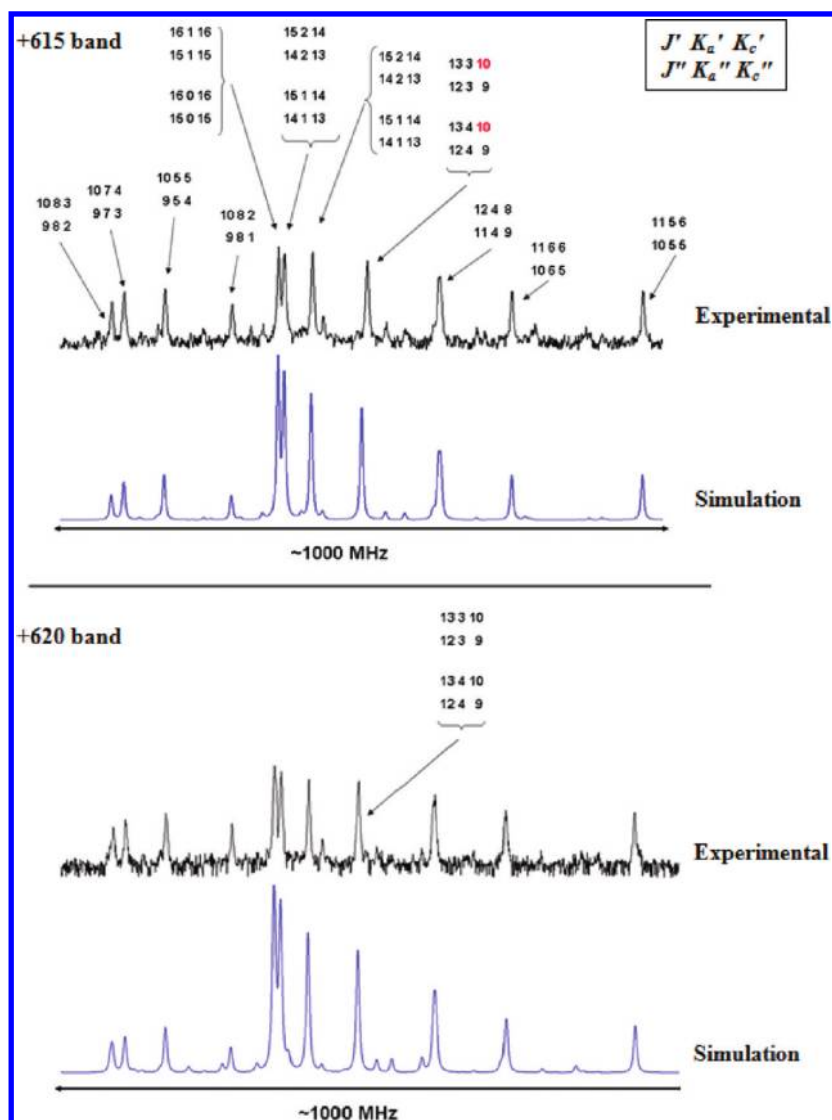 +615 band
J' Ka' Kc'
J'' Ka'' Kc''
16 1 16
15 1 15
16 0 16
15 0 15
15 2 14
14 2 13
15 1 14
14 1 13
15 2 14
14 2 13
15 1 14
14 1 13
13 3 10
12 3 9
13 4 10
12 4 9
10 8 3
9 8 2
10 7 4
9 7 3
10 5 5
9 5 4
10 8 2
9 8 1
12 4 8
11 4 9
11 6 6
10 6 5
11 5 6
10 5 5
Experimental
Simulation
~1000 MHz
+620 band
13 3 10
12 3 9
13 4 10
12 4 9
Experimental
Simulation
~1000 MHz